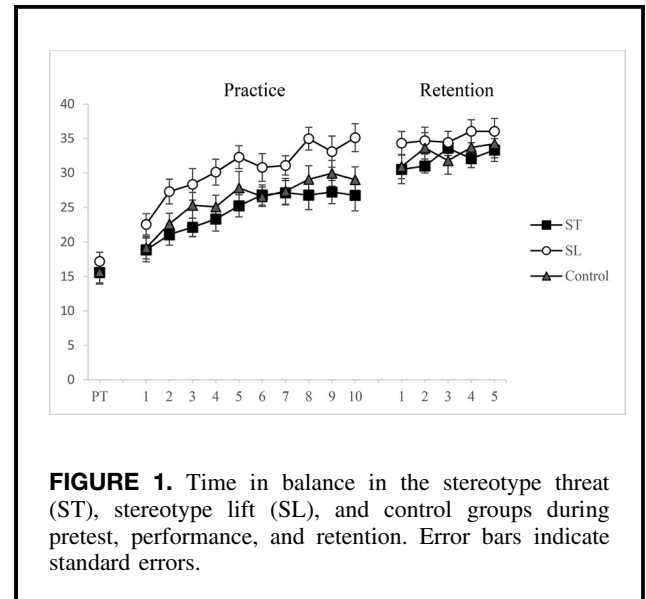 Practice Retention
40
35
30
25
20
15
10
5
0
ST
SL
Control
PT 1 2 3 4 5 6 7 8 9 10 1 2 3 4 5
FIGURE 1. Time in balance in the stereotype threat
(ST), stereotype lift (SL), and control groups during
pretest, performance, and retention. Error bars indicate
standard errors.